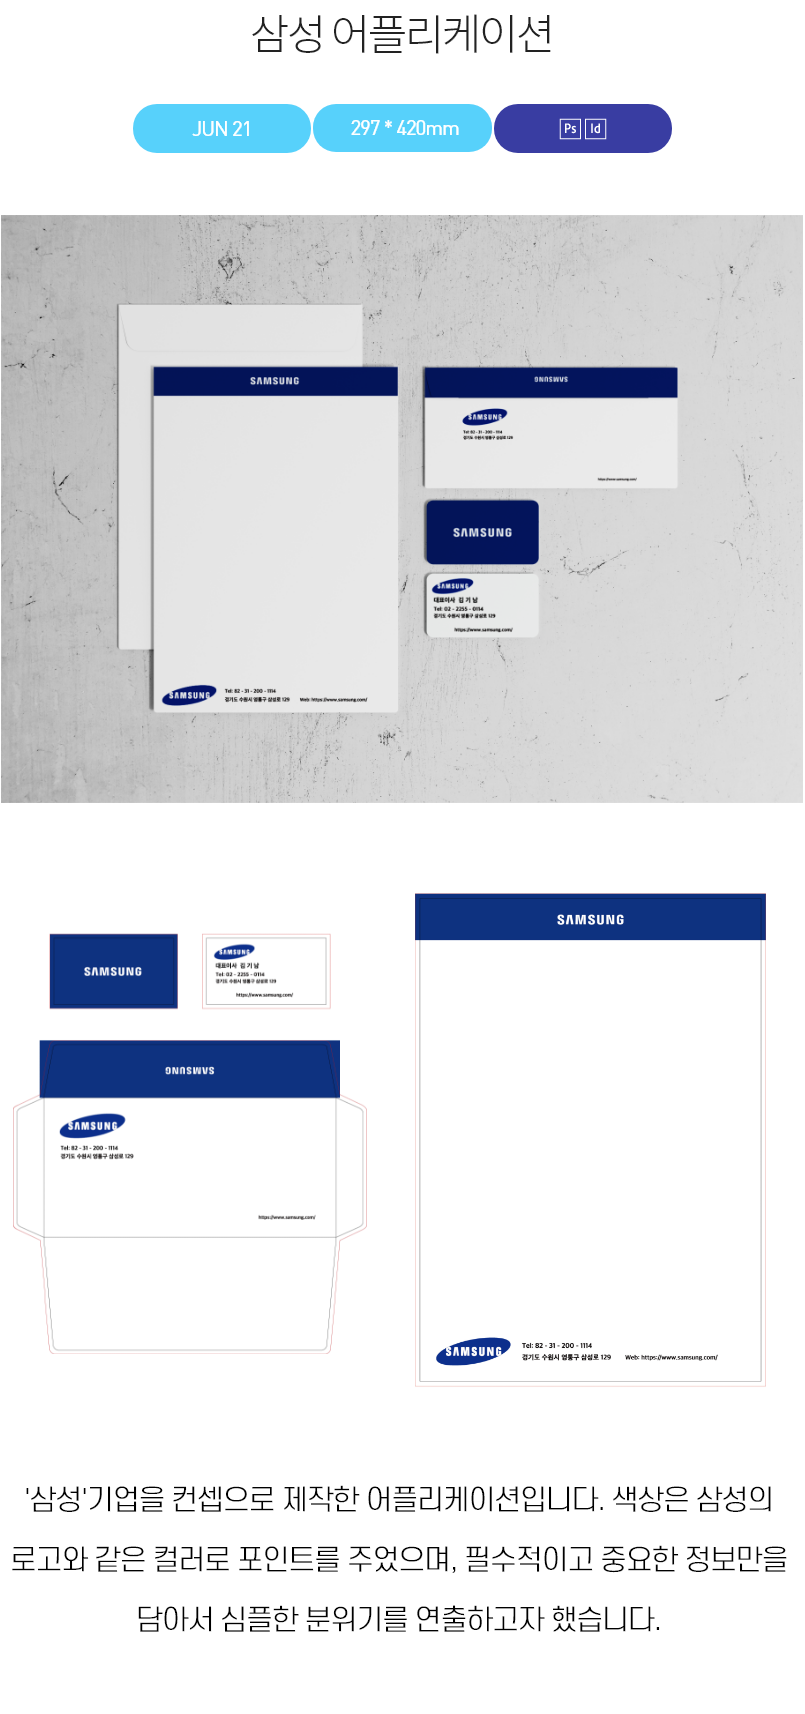 삼성 어플리케이션
JUN 21
297 * 420mm
Ps Id
SAMSUNG
SAMSUNG
SAMSUNG
Tel: 82 - 31 - 200 - 1114
경기도 수원시 영통구 삼성로 129
https://www.samsung.com/
SAMSUNG
SAMSUNG
대표이사 김 기 남
Tel: 02 - 2255 - 0114
경기도 수원시 영통구 삼성로 129
https://www.samsung.com/
SAMSUNG
Tel: 82 - 31 - 200 - 1114
경기도 수원시 영통구 삼성로 129 Web: https://www.samsung.com/
SAMSUNG
SAMSUNG
대표이사 김 기 남
Tel: 02 - 2255 - 0114
경기도 수원시 영통구 삼성로 129
https://www.samsung.com/
SAMSUNG
SAMSUNG
Tel: 82 - 31 - 200 - 1114
경기도 수원시 영통구 삼성로 129
https://www.samsung.com/
SAMSUNG
SAMSUNG
Tel: 82 - 31 - 200 - 1114
경기도 수원시 영통구 삼성로 129 Web: https://www.samsung.com/
'삼성'기업을 컨셉으로 제작한 어플리케이션입니다. 색상은 삼성의
로고와 같은 컬러로 포인트를 주었으며, 필수적이고 중요한 정보만을
담아서 심플한 분위기를 연출하고자 했습니다.